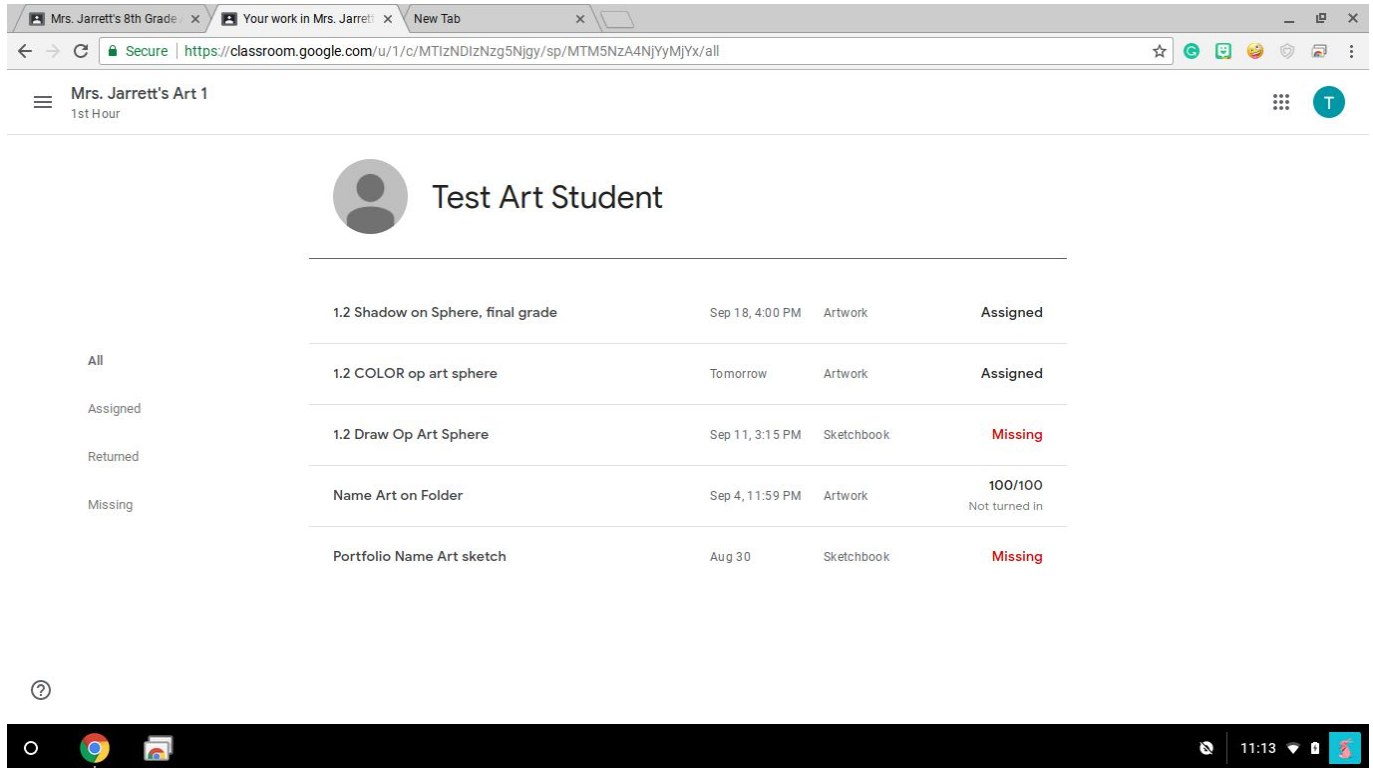 Mrs. Jarrett's 8th Grade
Your work in Mrs. Jarrett
New Tab
Secure https://classroom.google.com/u/1/c/MTIzNDIzNzg5Njgy/sp/MTM5NzA4NjYyMjYx/all
Mrs. Jarrett's Art 1
1st Hour
T
Test Art Student
1.2 Shadow on Sphere, final grade Sep 18, 4:00 PM Artwork Assigned
All
1.2 COLOR op art sphere Tomorrow Artwork Assigned
Assigned
1.2 Draw Op Art Sphere Sep 11, 3:15 PM Sketchbook Missing
Returned
Name Art on Folder Sep 4, 11:59 PM Artwork 100/100
Not turned in
Missing
Portfolio Name Art sketch Aug 30 Sketchbook Missing
11:13